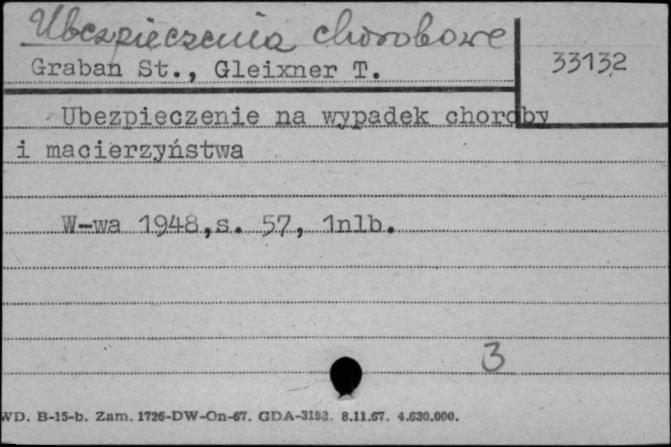 Ubezpieczenia chorobowe
Graban St., Gleixner T.
33132
Ubezpieczenie na wypadek choroby
i macierzyństwa
W-wa 1948,s. 57, 1nlb.
3
WD. B-15-b. Zam. 1726-DW-On-67. GDA-3193. 8.11.67. 4.630.000.